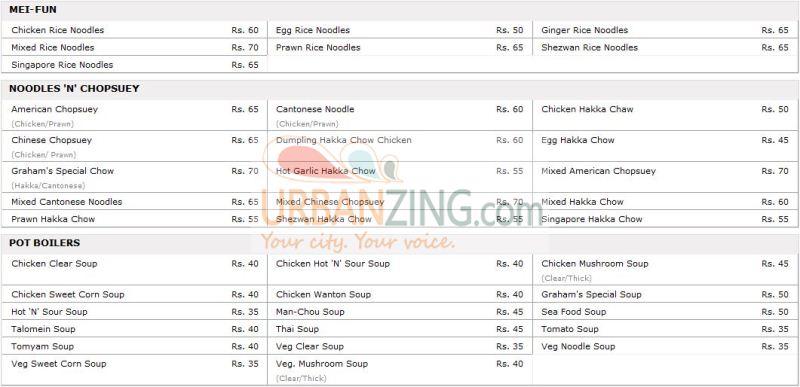 MEI-FUN
Chicken Rice Noodles Rs. 60 Egg Rice Noodles Rs. 50 Ginger Rice Noodles Rs. 65
Mixed Rice Noodles Rs. 70 Prawn Rice Noodles Rs. 65 Shezwan Rice Noodles Rs. 65
Singapore Rice Noodles Rs. 65
NOODLES 'N' CHOPSUEY
American Chopsuey Rs. 65 Cantonese Noodle Rs. 60 Chicken Hakka Chaw Rs. 50
(Chicken/Prawn) (Chicken/Prawn)
Chinese Chopsuey Rs. 65 Dumpling Hakka Chow Chicken Rs. 60 Egg Hakka Chow Rs. 45
(Chicken/ Prawn)
Graham's Special Chow Rs. 70 Hot Garlic Hakka Chow Rs. 55 Mixed American Chopsuey Rs. 70
(Hakka/Cantonese)
Mixed Cantonese Noodles Rs. 65 Mixed Chinese Chopsuey Rs. 70 Mixed Hakka Chow Rs. 60
Prawn Hakka Chow Rs. 55 Shezwan Hakka Chow Rs. 55 Singapore Hakka Chow Rs. 55
URBANZING.com
Your city. Your voice.
POT BOILERS
Chicken Clear Soup Rs. 40 Chicken Hot 'N' Sour Soup Rs. 40 Chicken Mushroom Soup Rs. 45
(Clear/Thick)
Chicken Sweet Corn Soup Rs. 40 Chicken Wanton Soup Rs. 40 Graham's Special Soup Rs. 50
Hot 'N' Sour Soup Rs. 35 Man-Chou Soup Rs. 45 Sea Food Soup Rs. 50
Talomein Soup Rs. 40 Thai Soup Rs. 45 Tomato Soup Rs. 35
Tomyam Soup Rs. 40 Veg Clear Soup Rs. 35 Veg Noodle Soup Rs. 35
Veg Sweet Corn Soup Rs. 35 Veg. Mushroom Soup Rs. 40
(Clear/Thick)